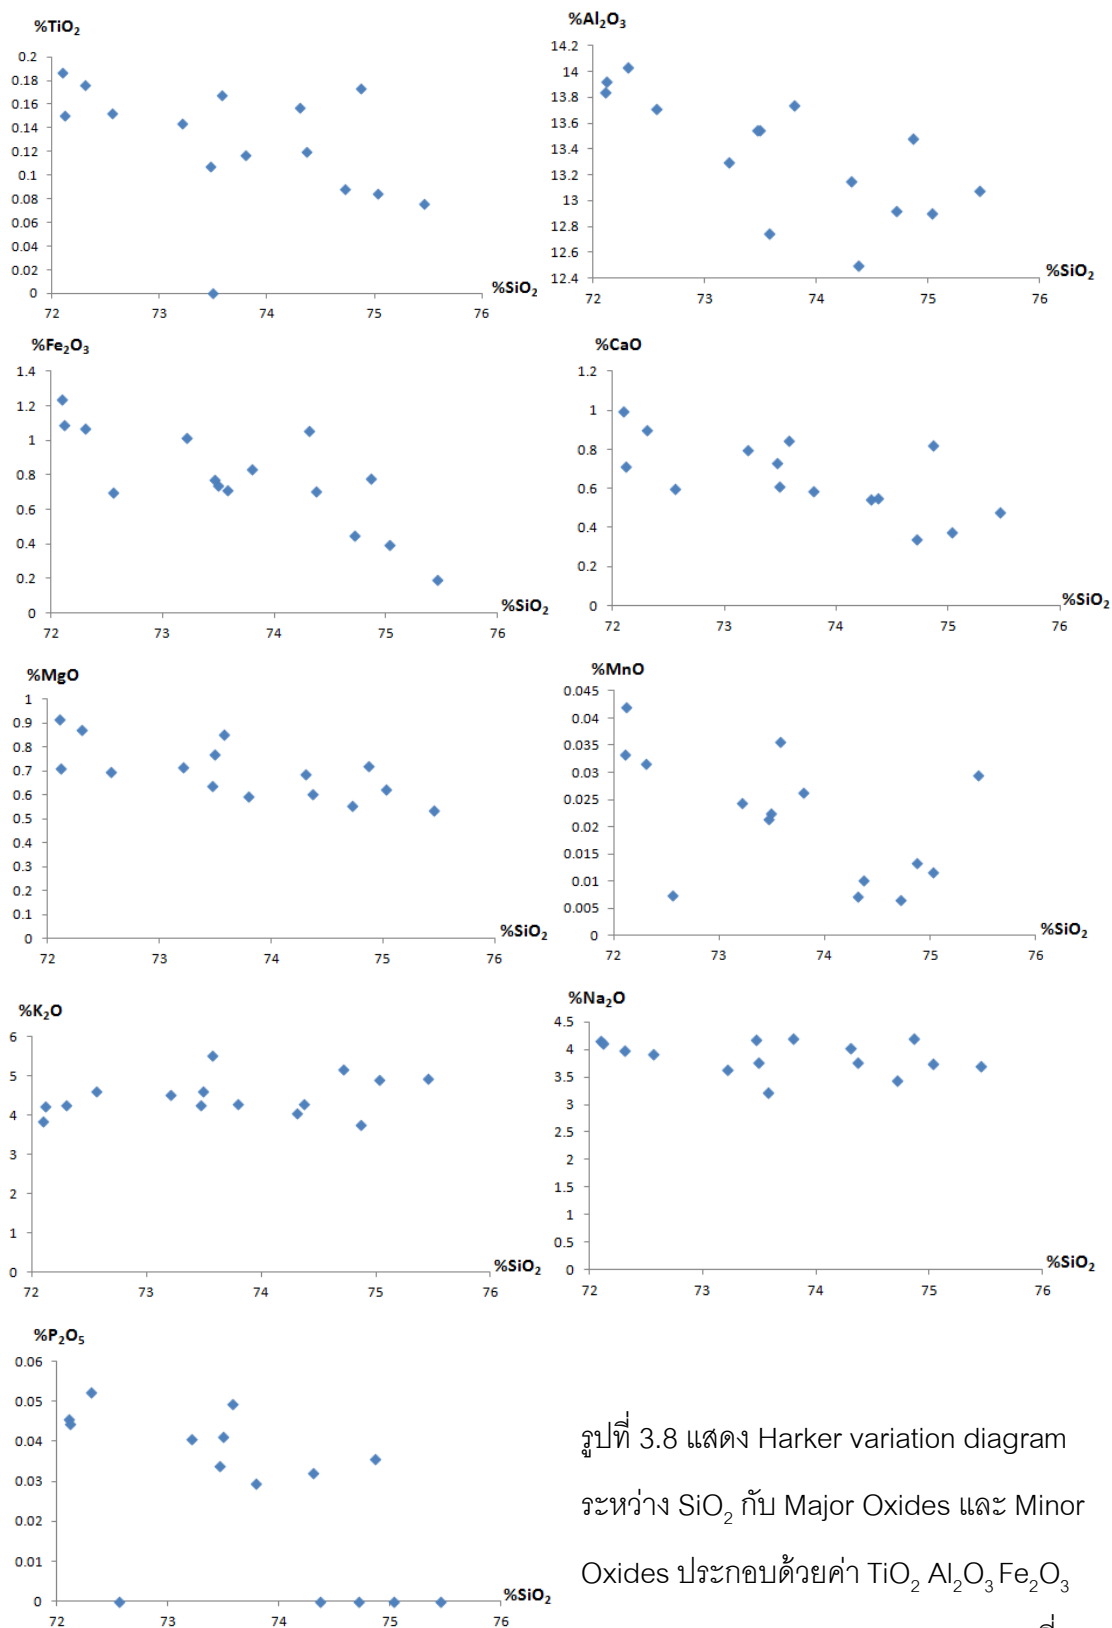 %TiO₂
0.2
0.18
0.16
0.14
0.12
0.1
0.08
0.06
0.04
0.02
0
72 73 74 75 76
%SiO₂
%Al₂O₃
14.2
14
13.8
13.6
13.4
13.2
13
12.8
12.6
12.4
72 73 74 75 76
%SiO₂
%Fe₂O₃
1.4
1.2
1
0.8
0.6
0.4
0.2
0
72 73 74 75 76
%SiO₂
%CaO
1.2
1
0.8
0.6
0.4
0.2
0
72 73 74 75 76
%SiO₂
%MgO
1
0.9
0.8
0.7
0.6
0.5
0.4
0.3
0.2
0.1
0
72 73 74 75 76
%SiO₂
%MnO
0.045
0.04
0.035
0.03
0.025
0.02
0.015
0.01
0.005
0
72 73 74 75 76
%SiO₂
%K₂O
6
5
4
3
2
1
0
72 73 74 75 76
%SiO₂
%Na₂O
4.5
4
3.5
3
2.5
2
1.5
1
0.5
0
72 73 74 75 76
%SiO₂
%P₂O₅
0.06
0.05
0.04
0.03
0.02
0.01
0
72 73 74 75 76
%SiO₂
รูปที่ 3.8 แสดง Harker variation diagram
ระหว่าง SiO₂ กับ Major Oxides และ Minor
Oxides ประกอบด้วยค่า TiO₂ Al₂O₃ Fe₂O₃